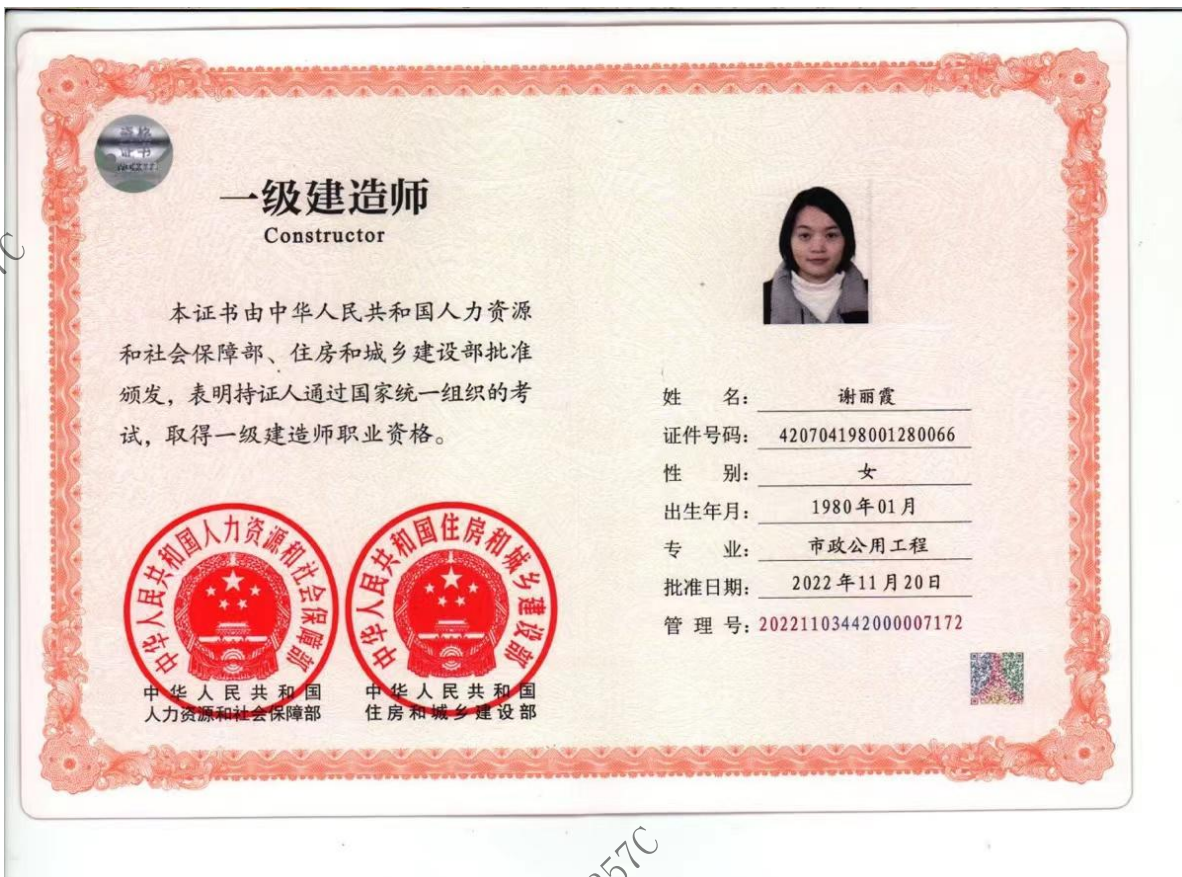 资格
证书
一级建造师
Constructor
本证书由中华人民共和国人力资源
和社会保障部、住房和城乡建设部批准
颁发，表明持证人通过国家统一组织的考
试，取得一级建造师职业资格。
中华人民共和国人力资源和社会保障部
中华人民共和国住房和城乡建设部
中华人民共和国
人力资源和社会保障部
中华人民共和国
住房和城乡建设部
姓 名： 谢丽霞
证件号码： 420704198001280066
性 别： 女
出生年月： 1980年01月
专 业： 市政公用工程
批准日期： 2022年11月20日
管 理 号： 20221103442000007172
7C
957C